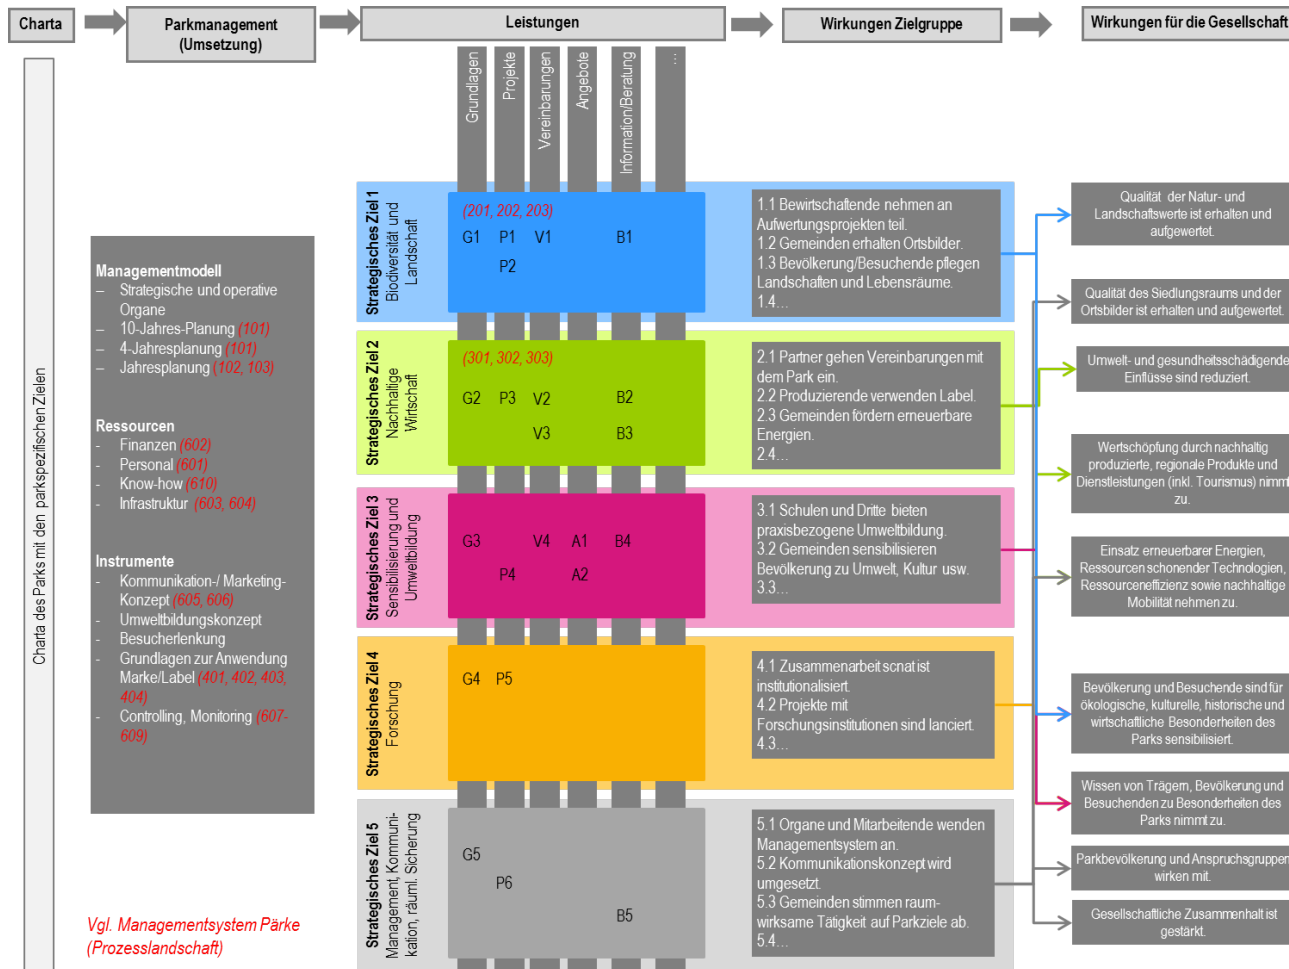 Charta
Parkmanagement
(Umsetzung)
Leistungen
Wirkungen Zielgruppe
Wirkungen für die Gesellschaft
Charta des Parks mit den parkspezifischen Zielen
Managementmodell
– Strategische und operative
Organe
– 10-Jahres-Planung (101)
– 4-Jahresplanung (101)
– Jahresplanung (102, 103)
Ressourcen
- Finanzen (602)
- Personal (601)
- Know-how (610)
- Infrastruktur (603, 604)
Instrumente
- Kommunikation-/ Marketing-
Konzept (605, 606)
- Umweltbildungskonzept
- Besucherlenkung
- Grundlagen zur Anwendung
Marke/Label (401, 402, 403,
404)
- Controlling, Monitoring (607-
609)
Vgl. Managementsystem Pärke
(Prozesslandschaft)
Grundlagen
Projekte
Vereinbarungen
Angebote
Information/Beratung
...
Strategisches Ziel 1
Biodiversität und
Landschaft
(201, 202, 203)
G1 P1 V1 B1
P2
1.1 Bewirtschaftende nehmen an
Aufwertungsprojekten teil.
1.2 Gemeinden erhalten Ortsbilder.
1.3 Bevölkerung/Besuchende pflegen
Landschaften und Lebensräume.
1.4…
Strategisches Ziel 2
Nachhaltige
Wirtschaft
(301, 302, 303)
G2 P3 V2 B2
V3 B3
2.1 Partner gehen Vereinbarungen mit
dem Park ein.
2.2 Produzierende verwenden Label.
2.3 Gemeinden fördern erneuerbare
Energien.
2.4…
Strategisches Ziel 3
Sensibilisierung und
Umweltbildung
G3 V4 A1 B4
P4 A2
3.1 Schulen und Dritte bieten
praxisbezogene Umweltbildung.
3.2 Gemeinden sensibilisieren
Bevölkerung zu Umwelt, Kultur usw.
3.3…
Strategisches Ziel 4
Forschung
G4 P5
4.1 Zusammenarbeit scnat ist
institutionalisiert.
4.2 Projekte mit
Forschungsinstitutionen sind lanciert.
4.3…
Strategisches Ziel 5
Management, Kommuni-
kation, räuml. Sicherung
G5
P6
B5
5.1 Organe und Mitarbeitende wenden
Managementsystem an.
5.2 Kommunikationskonzept wird
umgesetzt.
5.3 Gemeinden stimmen raum-
wirksame Tätigkeit auf Parkziele ab.
5.4…
Qualität der Natur- und
Landschaftswerte ist erhalten und
aufgewertet.
Qualität des Siedlungsraums und der
Ortsbilder ist erhalten und aufgewertet.
Umwelt- und gesundheitsschädigende
Einflüsse sind reduziert.
Wertschöpfung durch nachhaltig
produzierte, regionale Produkte und
Dienstleistungen (inkl. Tourismus) nimmt
zu.
Einsatz erneuerbarer Energien,
Ressourcen schonender Technologien,
Ressourceneffizienz sowie nachhaltige
Mobilität nehmen zu.
Bevölkerung und Besuchende sind für
ökologische, kulturelle, historische und
wirtschaftliche Besonderheiten des
Parks sensibilisiert.
Wissen von Trägern, Bevölkerung und
Besuchenden zu Besonderheiten des
Parks nimmt zu.
Parkbevölkerung und Anspruchsgruppen
wirken mit.
Gesellschaftliche Zusammenhalt ist
gestärkt.